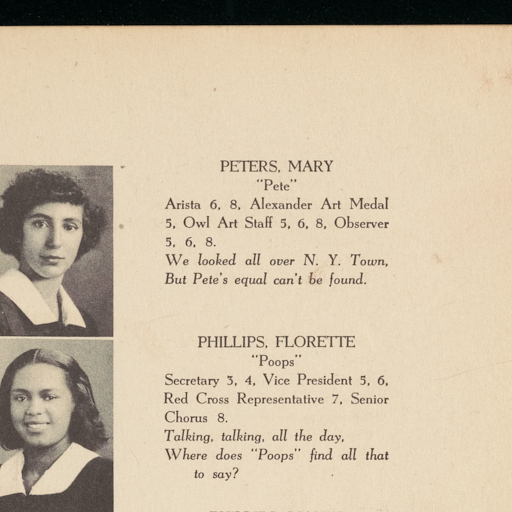 PETERS, MARY
"Pete"
Arista 6, 8, Alexander Art Medal
5, Owl Art Staff 5, 6, 8, Observer
5, 6, 8.
We looked all over N. Y. Town,
But Pete's equal can't be found.
PHILLIPS, FLORETTE
"Poops"
Secretary 3, 4, Vice President 5, 6,
Red Cross Representative 7, Senior
Chorus 8.
Talking, talking, all the day,
Where does "Poops" find all that
to say?